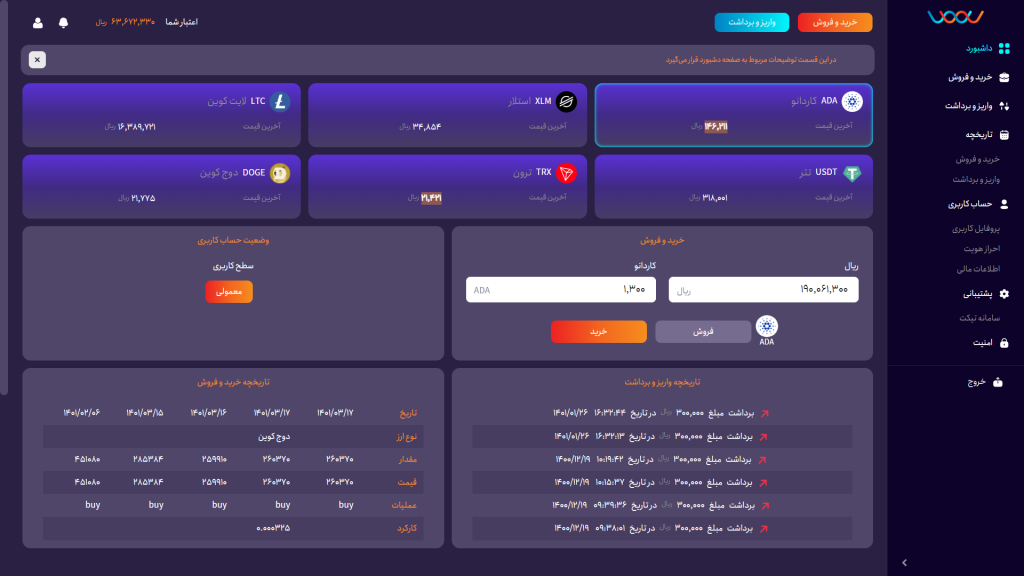 VOOV
داشبورد
خرید و فروش
واریز و برداشت
تاریخچه
خرید و فروش
واریز و برداشت
حساب کاربری
پروفایل کاربری
احراز هویت
اطلاعات مالی
پشتیبانی
سامانه تیکت
امنیت
خروج
خرید و فروش
واریز و برداشت
اعتبار شما ۶۳,۶۷۲,۳۳۰ ریال
در این قسمت توضیحات مربوط به صفحه دشبورد قرار می‌گیرد
ADA کاردانو
آخرین قیمت ۱۴۶,۲۱۱ ریال
XLM استلار
آخرین قیمت ۳۴,۸۵۴ ریال
LTC لایت کوین
آخرین قیمت ۱۶,۳۸۹,۷۲۱ ریال
USDT تتر
آخرین قیمت ۳۱۸,۰۰۱ ریال
TRX ترون
آخرین قیمت ۲۱,۴۲۱ ریال
DOGE دوج کوین
آخرین قیمت ۲۱,۷۷۵ ریال
خرید و فروش
ریال
۱۹۰,۰۶۱,۳۰۰ ریال
کاردانو
۱,۳۰۰ ADA
ADA
فروش
خرید
وضعیت حساب کاربری
سطح کاربری
معمولی
تاریخچه واریز و برداشت
برداشت مبلغ ۳۰۰,۰۰۰ ریال در تاریخ ۱۶:۳۲:۴۴ ۱۴۰۱/۰۱/۲۶
برداشت مبلغ ۳۰۰,۰۰۰ ریال در تاریخ ۱۶:۳۲:۱۳ ۱۴۰۱/۰۱/۲۶
برداشت مبلغ ۳۰۰,۰۰۰ ریال در تاریخ ۱۰:۱۹:۴۲ ۱۴۰۰/۱۲/۱۹
برداشت مبلغ ۳۰۰,۰۰۰ ریال در تاریخ ۱۰:۱۵:۳۷ ۱۴۰۰/۱۲/۱۹
برداشت مبلغ ۳۰۰,۰۰۰ ریال در تاریخ ۰۹:۳۹:۳۶ ۱۴۰۰/۱۲/۱۹
برداشت مبلغ ۳۰۰,۰۰۰ ریال در تاریخ ۰۹:۳۸:۰۱ ۱۴۰۰/۱۲/۱۹
تاریخچه خرید و فروش
تاریخ ۱۴۰۱/۰۳/۱۷ ۱۴۰۱/۰۳/۱۷ ۱۴۰۱/۰۳/۱۶ ۱۴۰۱/۰۳/۱۵ ۱۴۰۱/۰۲/۰۶
نوع ارز دوج کوین
مقدار ۲۶۰۳۷۰ ۲۶۰۳۷۰ ۲۵۹۹۱۰ ۲۸۵۳۸۴ ۴۵۱۰۸۰
قیمت ۲۶۰۳۷۰ ۲۶۰۳۷۰ ۲۵۹۹۱۰ ۲۸۵۳۸۴ ۴۵۱۰۸۰
عملیات buy buy buy buy buy
کارکرد ۰.۰۰۰۳۲۵